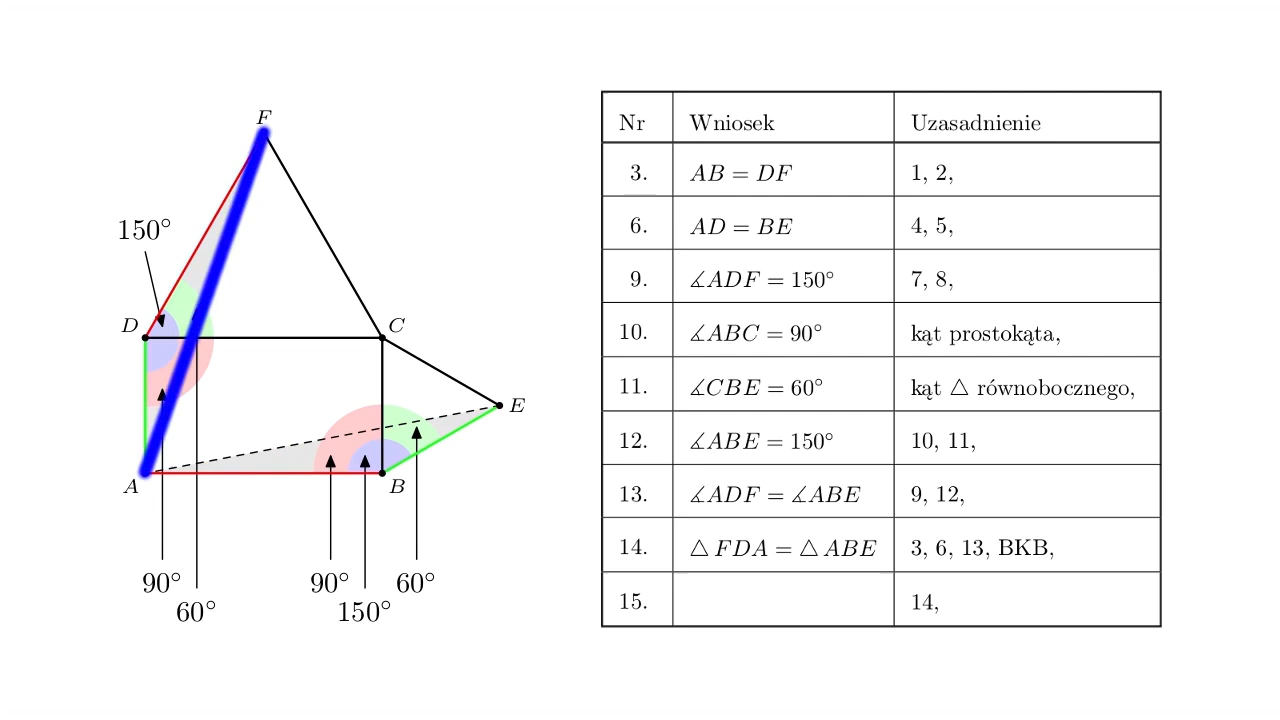 F
150°
D
C
E
A
B
90° 90° 60°
60° 150°
Nr Wniosek Uzasadnienie
3. AB = DF 1, 2,
6. AD = BE 4, 5,
9. ∡ADF = 150° 7, 8,
10. ∡ABC = 90° kąt prostokąta,
11. ∡CBE = 60° kąt △ równobocznego,
12. ∡ABE = 150° 10, 11,
13. ∡ADF = ∡ABE 9, 12,
14. △FDA = △ABE 3, 6, 13, BKB,
15. 14,